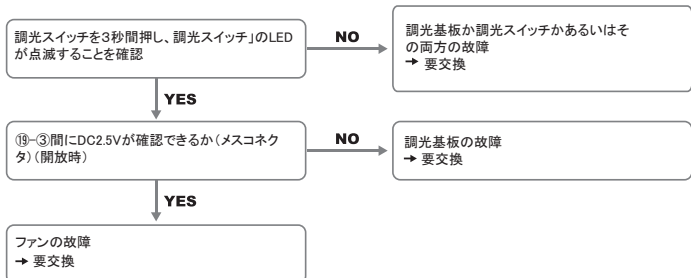 調光スイッチを3秒間押し、調光スイッチ」のLED
が点滅することを確認
NO
調光基板か調光スイッチかあるいはそ
の両方の故障
➔ 要交換
YES
⑲-③間にDC2.5Vが確認できるか(メスコネク
タ)(開放時)
NO
調光基板の故障
➔ 要交換
YES
ファンの故障
➔ 要交換